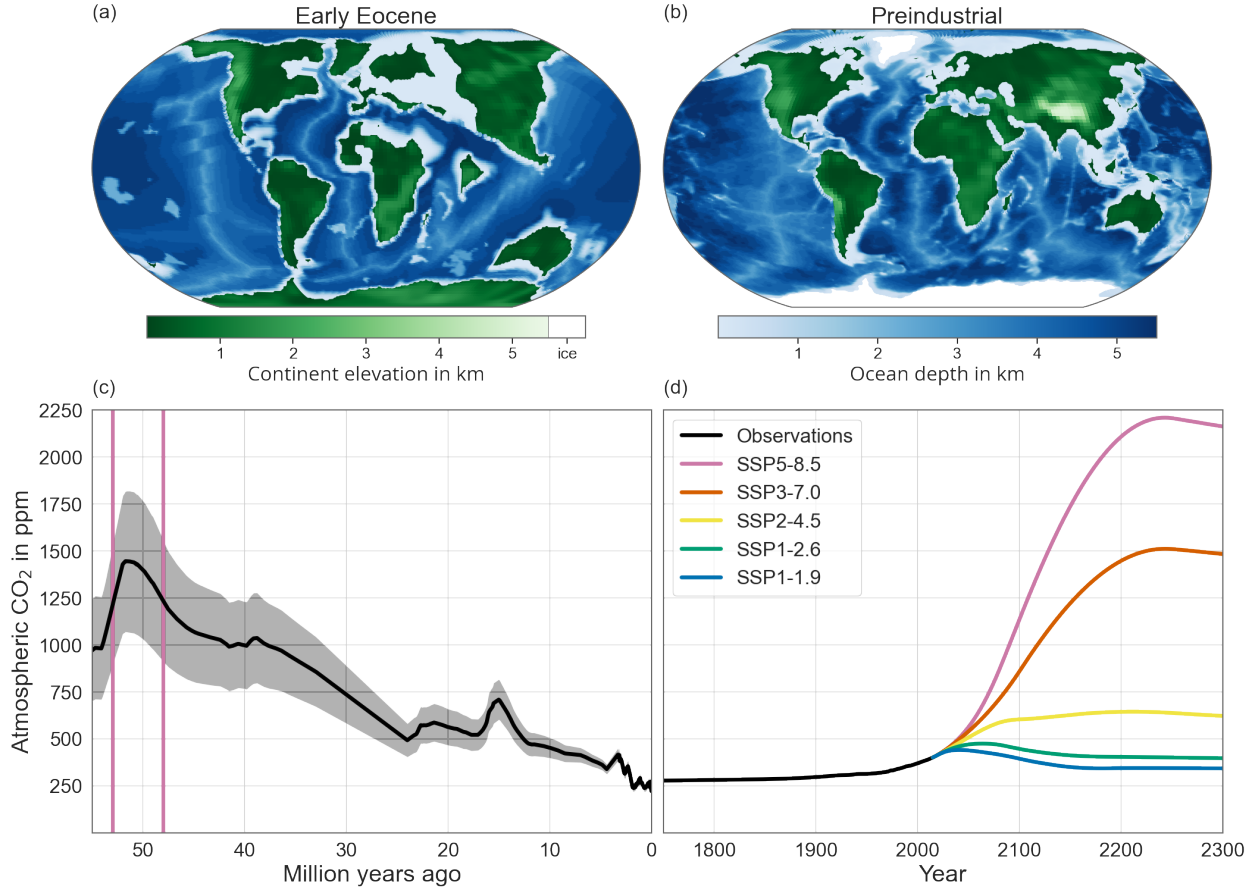 (a)
Early Eocene
(b)
Preindustrial
1 2 3 4 5 ice
Continent elevation in km
1 2 3 4 5
Ocean depth in km
(c)
(d)
2250
2000
1750
1500
1250
1000
750
500
250
Atmospheric CO₂ in ppm
50 40 30 20 10 0
Million years ago
Observations
SSP5-8.5
SSP3-7.0
SSP2-4.5
SSP1-2.6
SSP1-1.9
1800 1900 2000 2100 2200 2300
Year